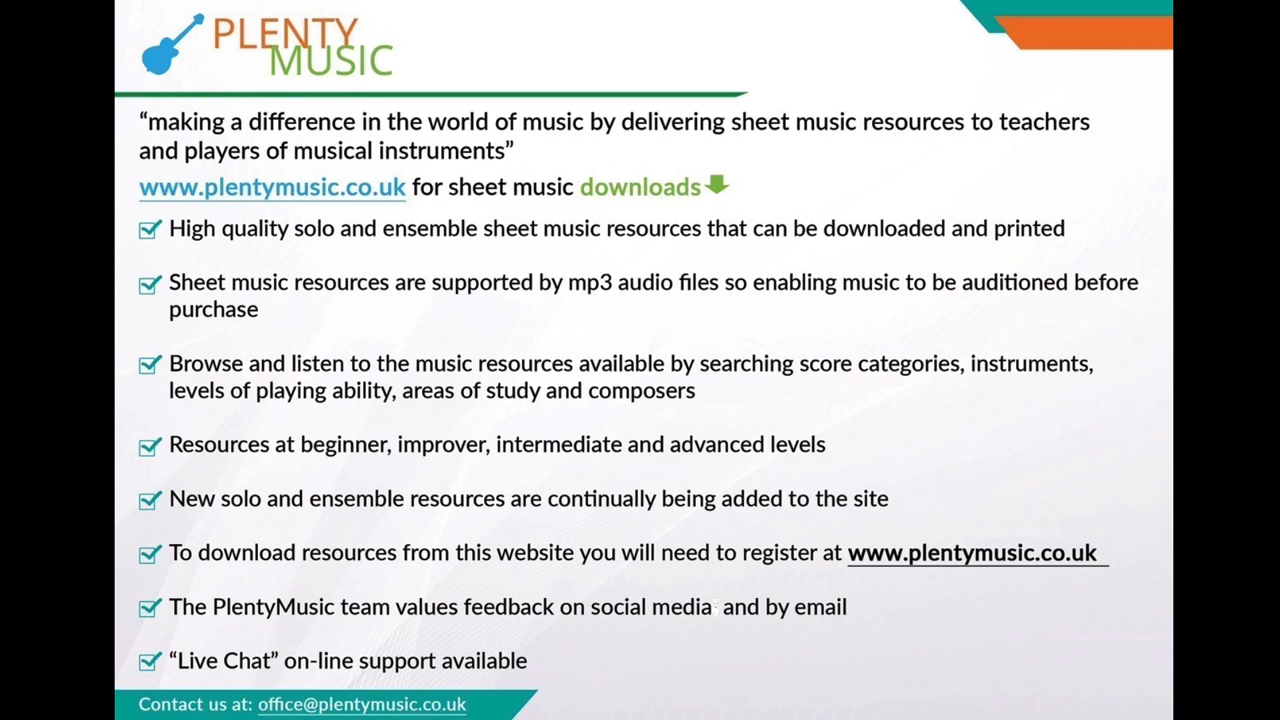 PLENTY
MUSIC
“making a difference in the world of music by delivering sheet music resources to teachers
and players of musical instruments”
www.plentymusic.co.uk for sheet music downloads
High quality solo and ensemble sheet music resources that can be downloaded and printed
Sheet music resources are supported by mp3 audio files so enabling music to be auditioned before
purchase
Browse and listen to the music resources available by searching score categories, instruments,
levels of playing ability, areas of study and composers
Resources at beginner, improver, intermediate and advanced levels
New solo and ensemble resources are continually being added to the site
To download resources from this website you will need to register at www.plentymusic.co.uk
The PlentyMusic team values feedback on social media and by email
“Live Chat” on-line support available
Contact us at: office@plentymusic.co.uk